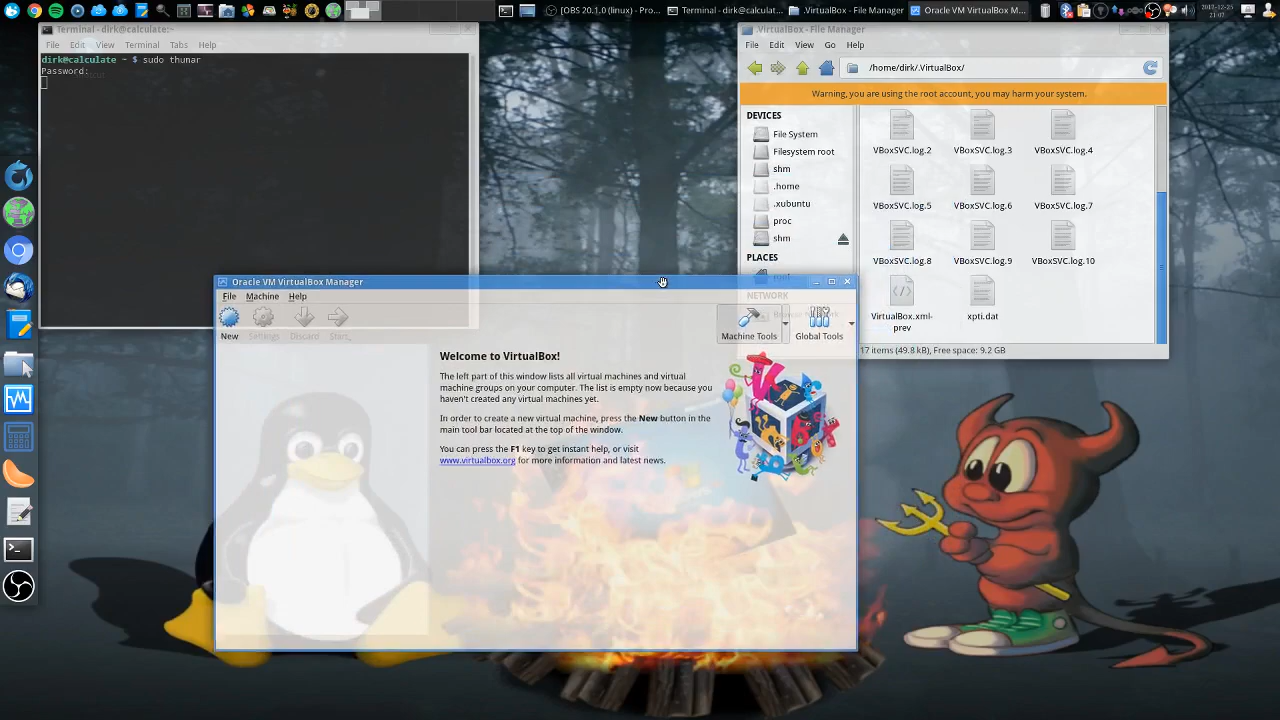 [OBS 20.1.0 (linux) - Pro...
Terminal - dirk@calculat...
.VirtualBox - File Manager
Oracle VM VirtualBox M...
2017-12-25
21:07
Terminal - dirk@calculate:~
File Edit View Terminal Tabs Help
dirk@calculate ~ $ sudo thunar
Password:
.VirtualBox - File Manager
File Edit View Go Help
/home/dirk/.VirtualBox/
Warning, you are using the root account, you may harm your system.
DEVICES
File System
Filesystem root
shm
.home
.xubuntu
proc
shm
PLACES
root
NETWORK
VBoxSVC.log.2 VBoxSVC.log.3 VBoxSVC.log.4
VBoxSVC.log.5 VBoxSVC.log.6 VBoxSVC.log.7
VBoxSVC.log.8 VBoxSVC.log.9 VBoxSVC.log.10
VirtualBox.xml-
prev
xpti.dat
17 items (49.8 kB), Free space: 9.2 GB
Oracle VM VirtualBox Manager
File Machine Help
New Settings Discard Start
Machine Tools Global Tools
Welcome to VirtualBox!
The left part of this window lists all virtual machines and virtual
machine groups on your computer. The list is empty now because you
haven't created any virtual machines yet.
In order to create a new virtual machine, press the New button in the
main tool bar located at the top of the window.
You can press the F1 key to get instant help, or visit
www.virtualbox.org for more information and latest news.